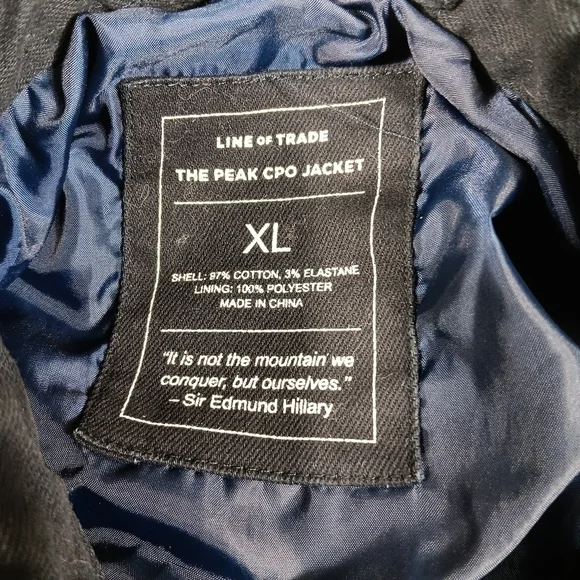 LINE OF TRADE
THE PEAK CPO JACKET
XL
SHELL: 97% COTTON, 3% ELASTANE
LINING: 100% POLYESTER
MADE IN CHINA
"It is not the mountain we
conquer, but ourselves."
– Sir Edmund Hillary